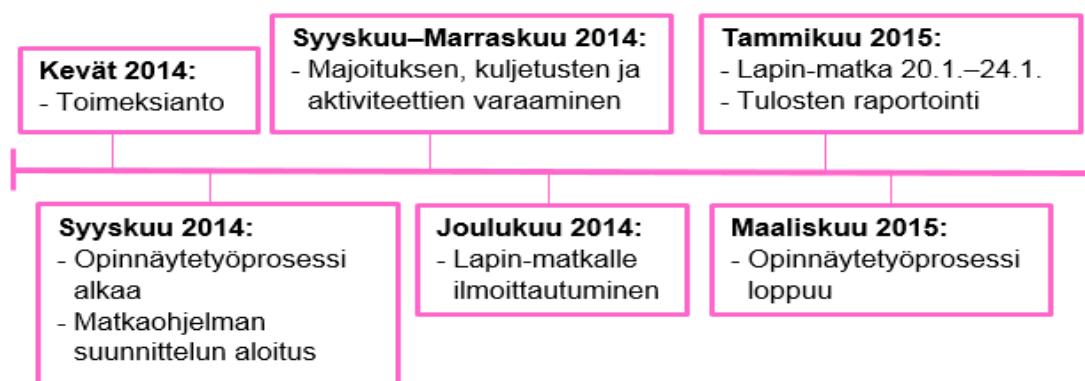 Kevät 2014:
- Toimeksianto
Syyskuu–Marraskuu 2014:
- Majoituksen, kuljetusten ja
aktiviteettien varaaminen
Tammikuu 2015:
- Lapin-matka 20.1.–24.1.
- Tulosten raportointi
Syyskuu 2014:
- Opinnäytetyöprosessi
alkaa
- Matkaohjelman
suunnittelun aloitus
Joulukuu 2014:
- Lapin-matkalle
ilmoittautuminen
Maaliskuu 2015:
- Opinnäytetyöprosessi
loppuu